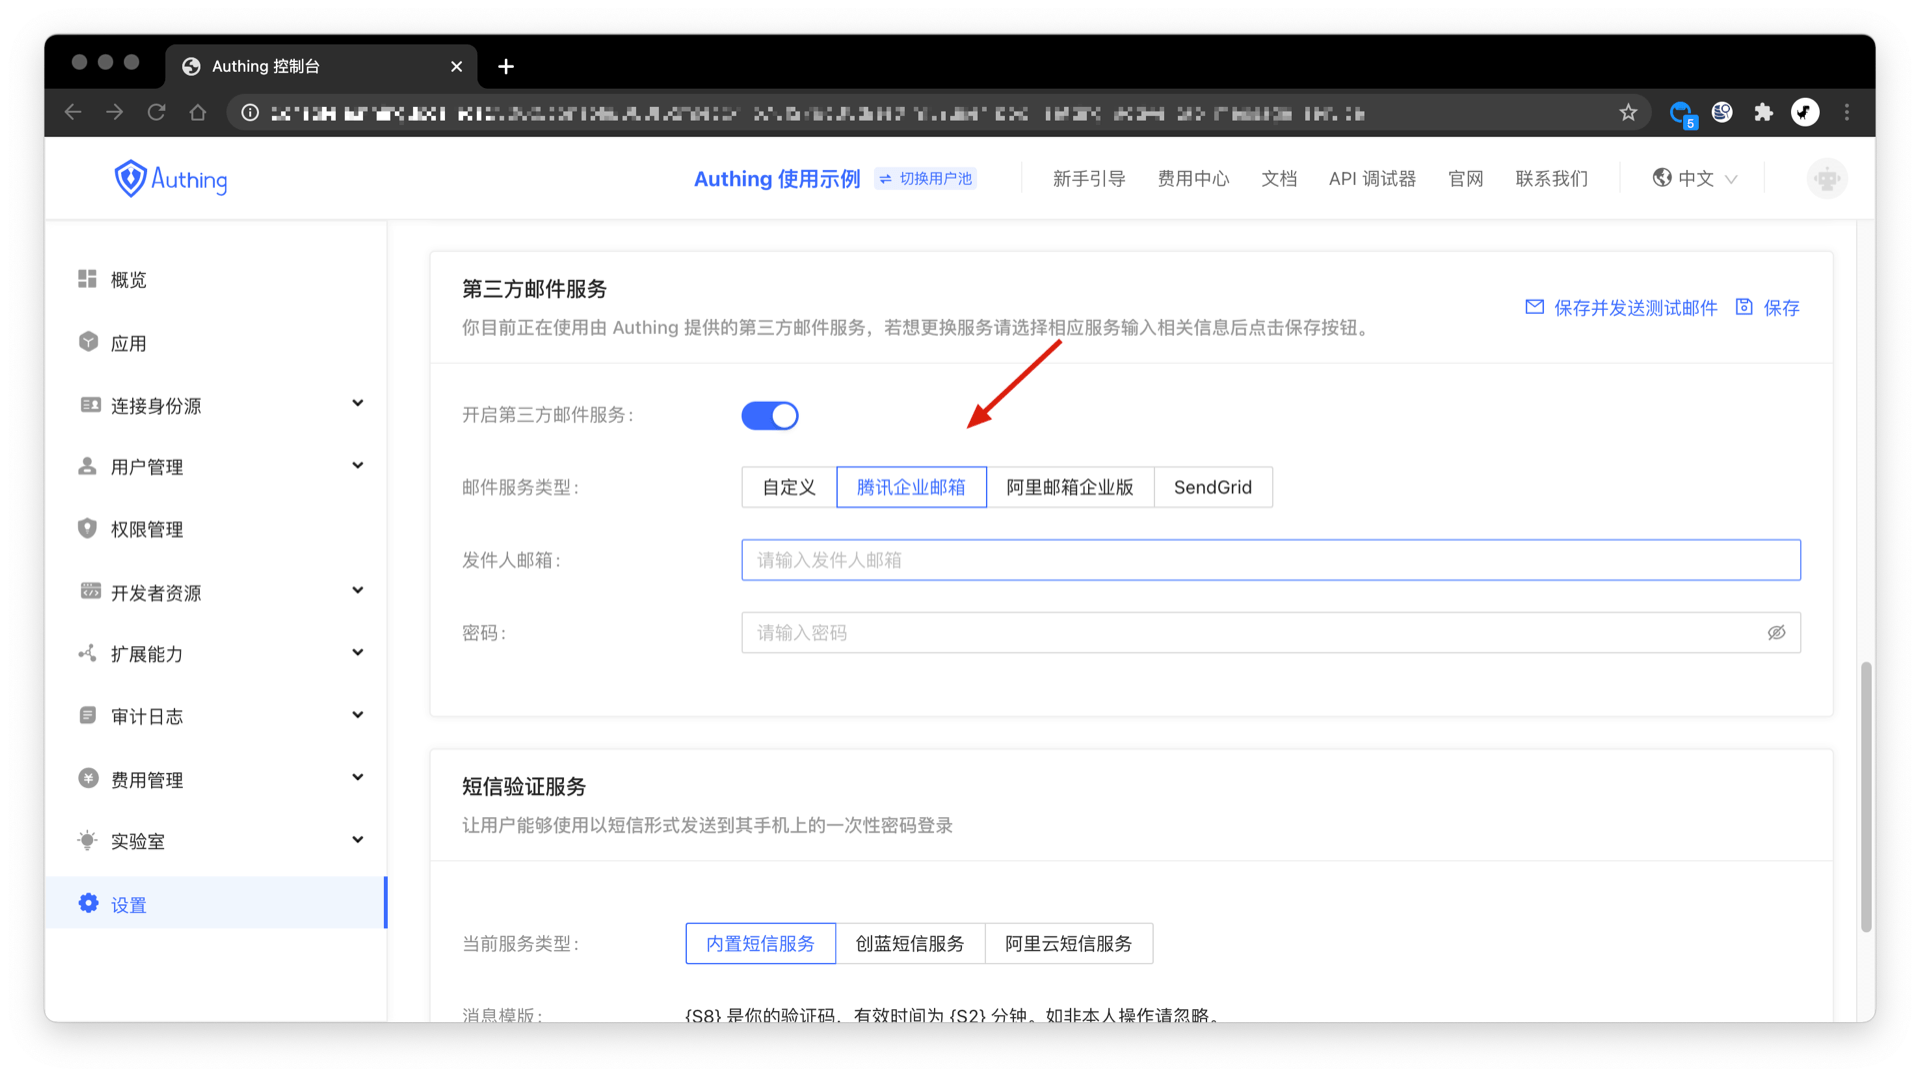 Authing 控制台
5
Authing
Authing 使用示例
切换用户池
新手引导
费用中心
文档
API 调试器
官网
联系我们
中文
概览
应用
连接身份源
用户管理
权限管理
开发者资源
扩展能力
审计日志
费用管理
实验室
设置
第三方邮件服务
你目前正在使用由 Authing 提供的第三方邮件服务，若想更换服务请选择相应服务输入相关信息后点击保存按钮。
保存并发送测试邮件
保存
开启第三方邮件服务：
邮件服务类型：
自定义
腾讯企业邮箱
阿里邮箱企业版
SendGrid
发件人邮箱：
请输入发件人邮箱
密码：
请输入密码
短信验证服务
让用户能够使用以短信形式发送到其手机上的一次性密码登录
当前服务类型：
内置短信服务
创蓝短信服务
阿里云短信服务
消息模版：
{S8} 是你的验证码，有效时间为 {S2} 分钟。如非本人操作请忽略。